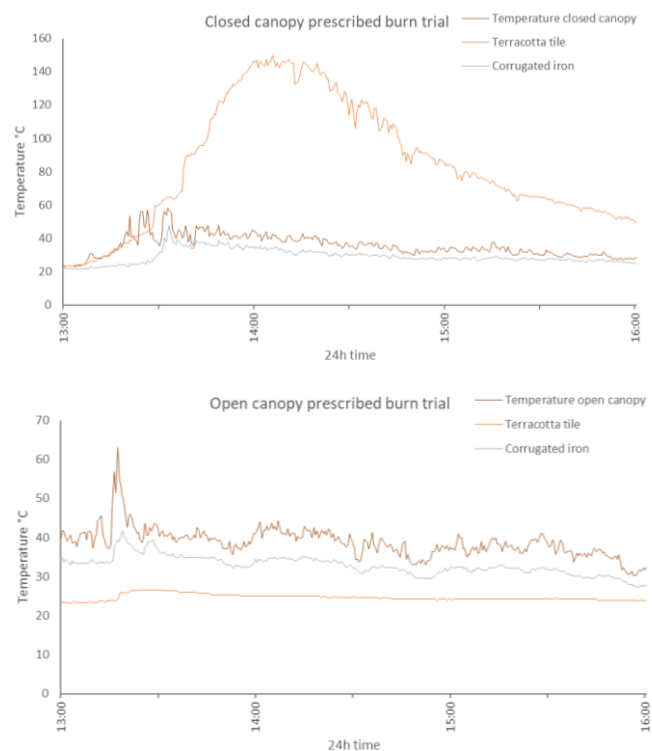 Closed canopy prescribed burn trial
Temperature closed canopy
Terracotta tile
Corrugated iron
160
140
120
100
80
60
40
20
0
Temperature °C
13:00
14:00
15:00
16:00
24h time
Open canopy prescribed burn trial
Temperature open canopy
Terracotta tile
Corrugated iron
70
60
50
40
30
20
10
0
Temperature °C
13:00
14:00
15:00
16:00
24h time